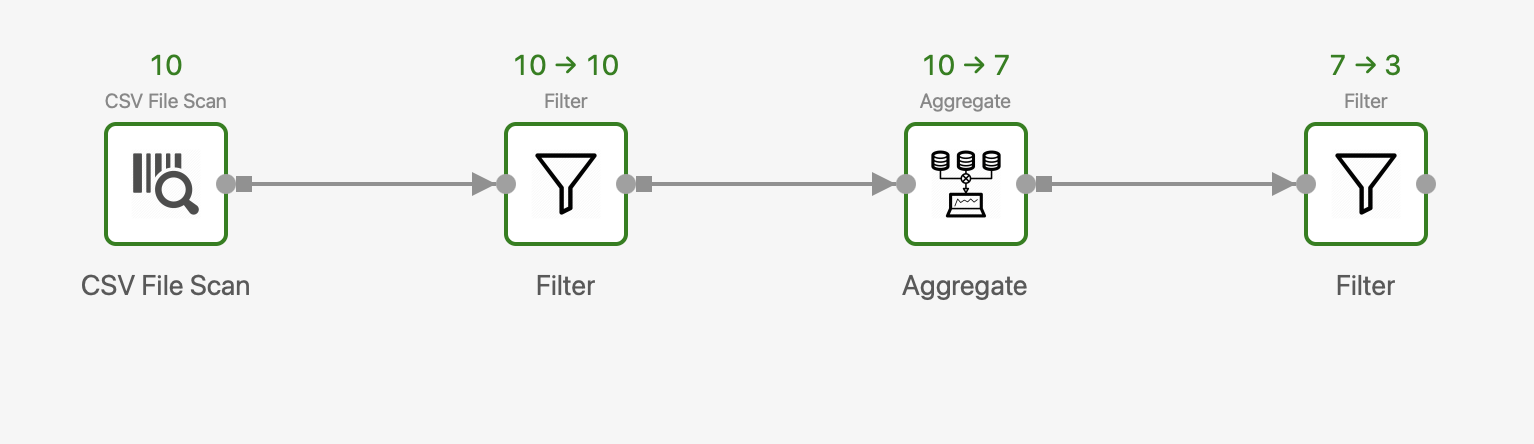 10
CSV File Scan
CSV File Scan
10 → 10
Filter
Filter
10 → 7
Aggregate
Aggregate
7 → 3
Filter
Filter